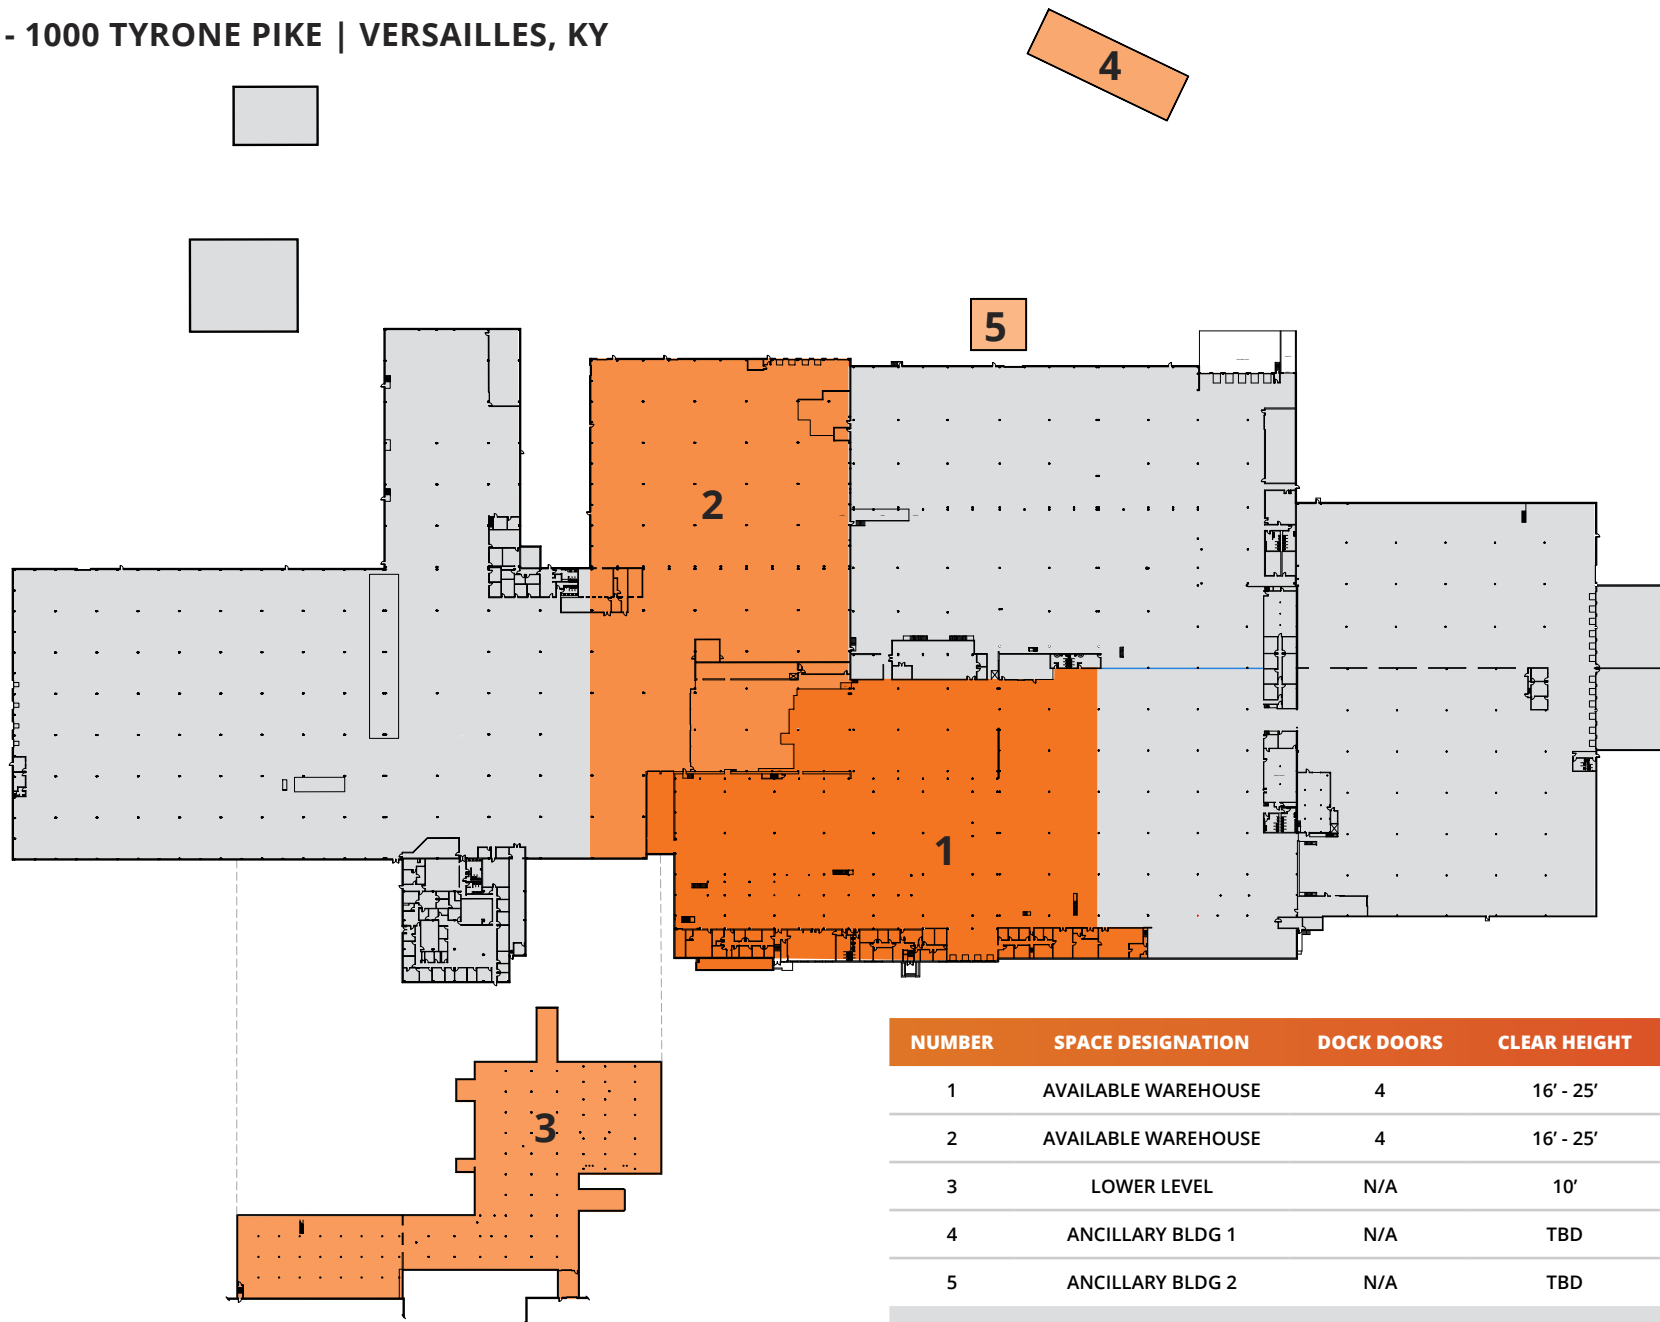 - 1000 TYRONE PIKE | VERSAILLES, KY
4
5
2
1
3
NUMBER SPACE DESIGNATION DOCK DOORS CLEAR HEIGHT
1 AVAILABLE WAREHOUSE 4 16’ - 25’
2 AVAILABLE WAREHOUSE 4 16’ - 25’
3 LOWER LEVEL N/A 10’
4 ANCILLARY BLDG 1 N/A TBD
5 ANCILLARY BLDG 2 N/A TBD